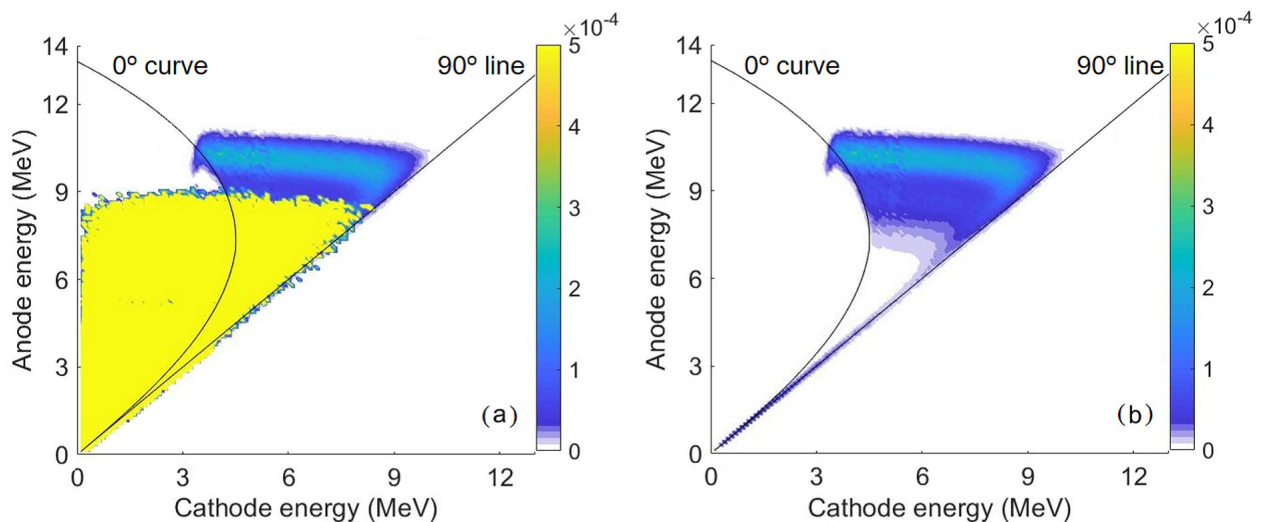 ×10⁻⁴
14
12
9
6
3
0
0 3 6 9 12
Anode energy (MeV)
Cathode energy (MeV)
0° curve
90° line
(a)
5
4
3
2
1
0
×10⁻⁴
14
12
9
6
3
0
0 3 6 9 12
Anode energy (MeV)
Cathode energy (MeV)
0° curve
90° line
(b)
5
4
3
2
1
0